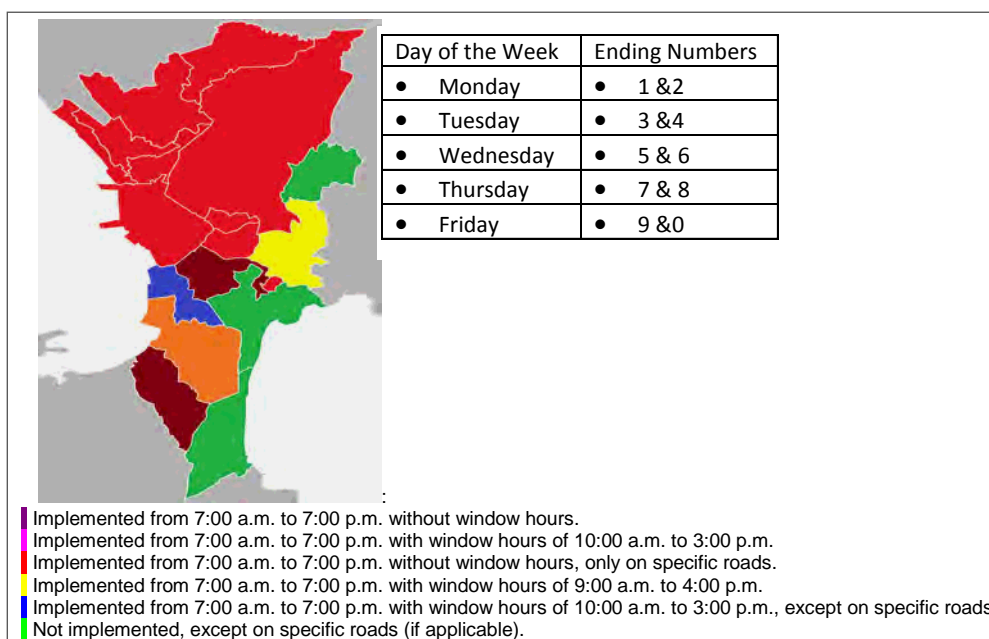 Day of the Week Ending Numbers
• Monday • 1 &2
• Tuesday • 3 &4
• Wednesday • 5 & 6
• Thursday • 7 & 8
• Friday • 9 &0
:
Implemented from 7:00 a.m. to 7:00 p.m. without window hours.
Implemented from 7:00 a.m. to 7:00 p.m. with window hours of 10:00 a.m. to 3:00 p.m.
Implemented from 7:00 a.m. to 7:00 p.m. without window hours, only on specific roads.
Implemented from 7:00 a.m. to 7:00 p.m. with window hours of 9:00 a.m. to 4:00 p.m.
Implemented from 7:00 a.m. to 7:00 p.m. with window hours of 10:00 a.m. to 3:00 p.m., except on specific roads
Not implemented, except on specific roads (if applicable).